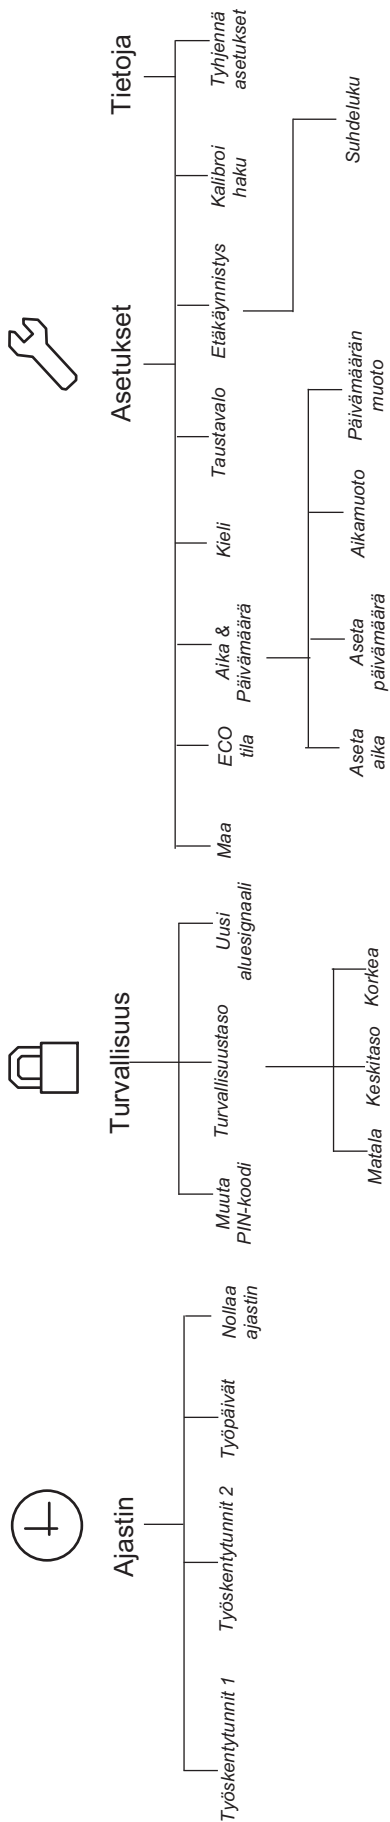 Ajastin
Työskentytunnit 1
Työskentytunnit 2
Työpäivät
Nollaa
ajastin
Turvallisuus
Muuta
PIN-koodi
Turvallisuustaso
Uusi
aluesignaali
Matala
Keskitaso
Korkea
Asetukset
Maa
ECO
tila
Aika &
Päivämäärä
Kieli
Taustavalo
Etäkäynnistys
Kalibroi
haku
Tyhjennä
asetukset
Aseta
aika
Aseta
päivämäärä
Aikamuoto
Päivämäärän
muoto
Suhdeluku
Tietoja